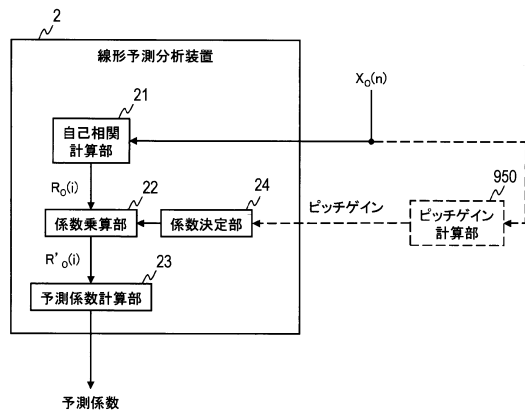 2
線形予測分析装置
X₀(n)
21
自己相関
計算部
R₀(i)
22
24
ピッチゲイン
950
係数乗算部
係数決定部
ピッチゲイン
計算部
R'₀(i)
23
予測係数計算部
予測係数